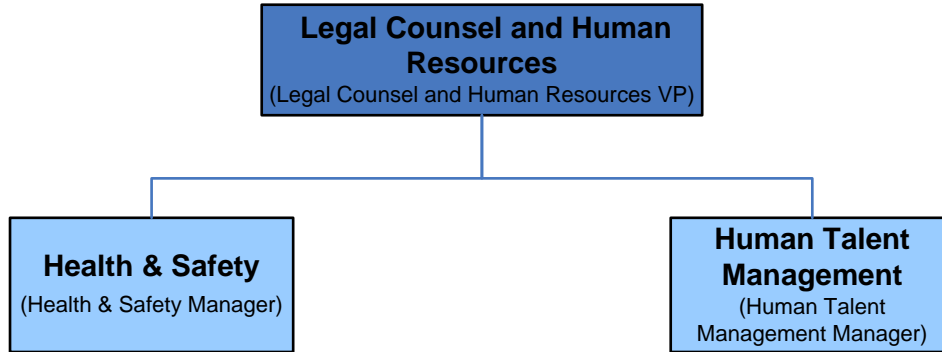 Legal Counsel and Human
Resources
(Legal Counsel and Human Resources VP)
Health & Safety
(Health & Safety Manager)
Human Talent
Management
(Human Talent
Management Manager)